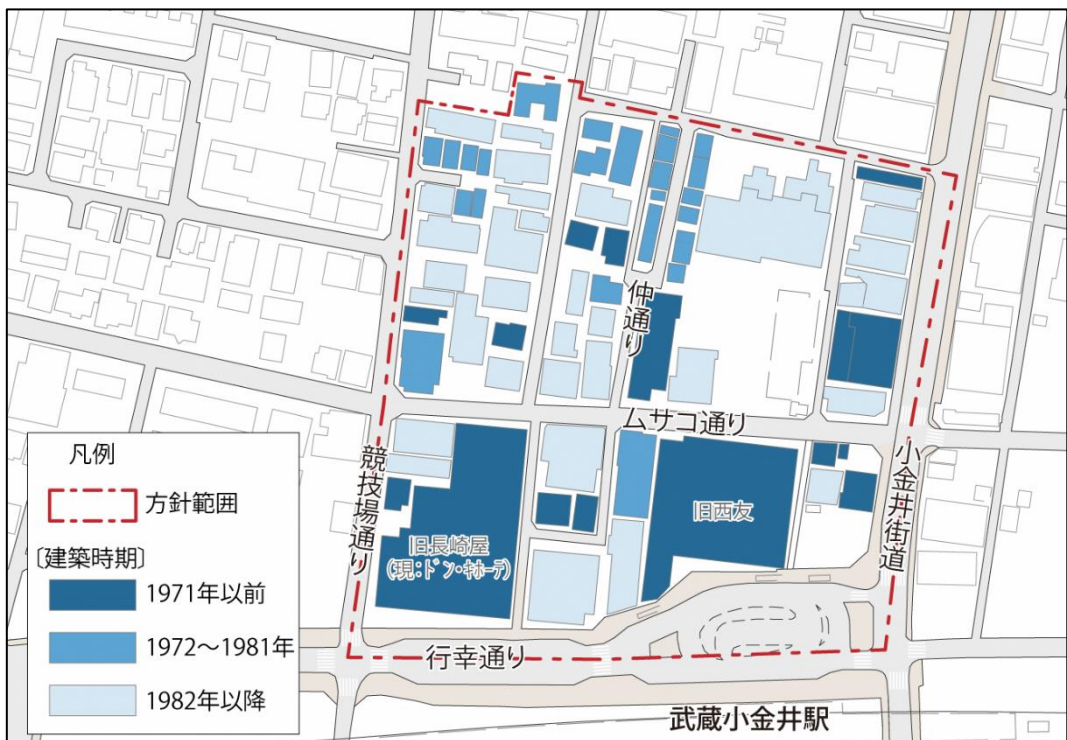 仲通り
ムサコ通り
競技場通り
小金井街道
旧西友
旧長崎屋
(現:ドン・キホーテ)
行幸通り
武蔵小金井駅
凡例
方針範囲
〔建築時期〕
1971年以前
1972～1981年
1982年以降